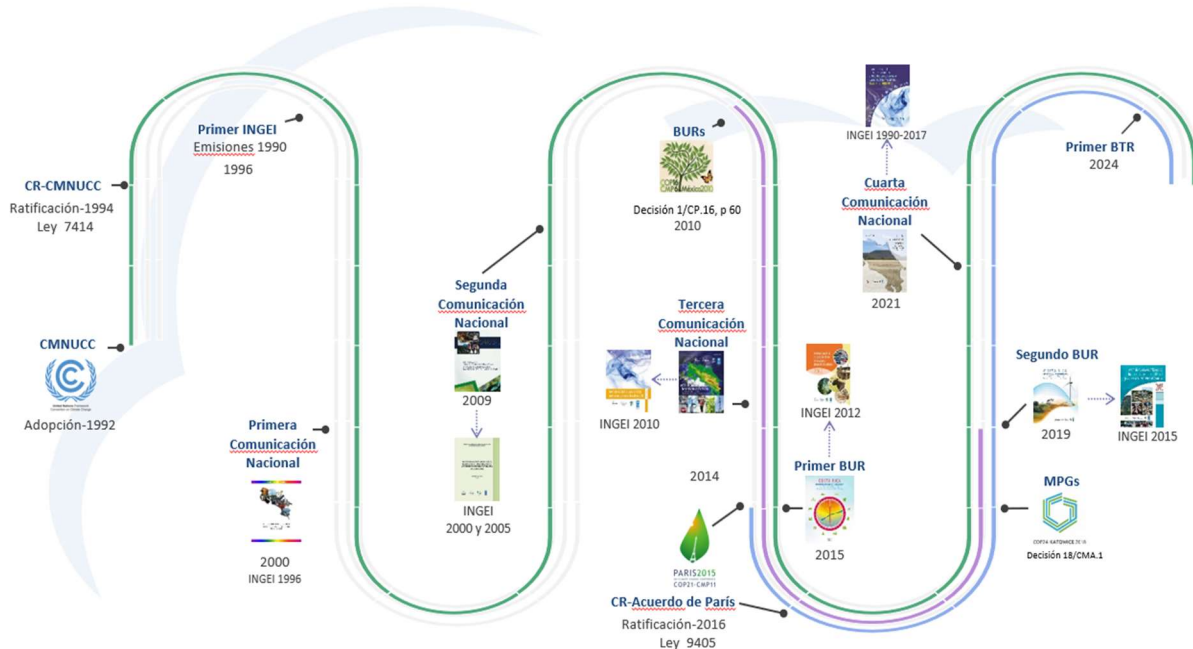 CMNUCC
Adopción-1992
CR-CMNUCC
Ratificación-1994
Ley 7414
Primer INGEI
Emisiones 1990
1996
Primera
Comunicación
Nacional
2000
INGEI 1996
Segunda
Comunicación
Nacional
2009
INGEI
2000 y 2005
BURs
Decisión 1/CP.16, p 60
2010
Tercera
Comunicación
Nacional
INGEI 2010
2014
PARIS2015
COP21·CMP11
CR-Acuerdo de París
Ratificación-2016
Ley 9405
INGEI 2012
Primer BUR
2015
INGEI 1990-2017
Cuarta
Comunicación
Nacional
2021
Segundo BUR
2019
INGEI 2015
MPGs
COP24·KATOWICE 2018
Decisión 18/CMA.1
Primer BTR
2024